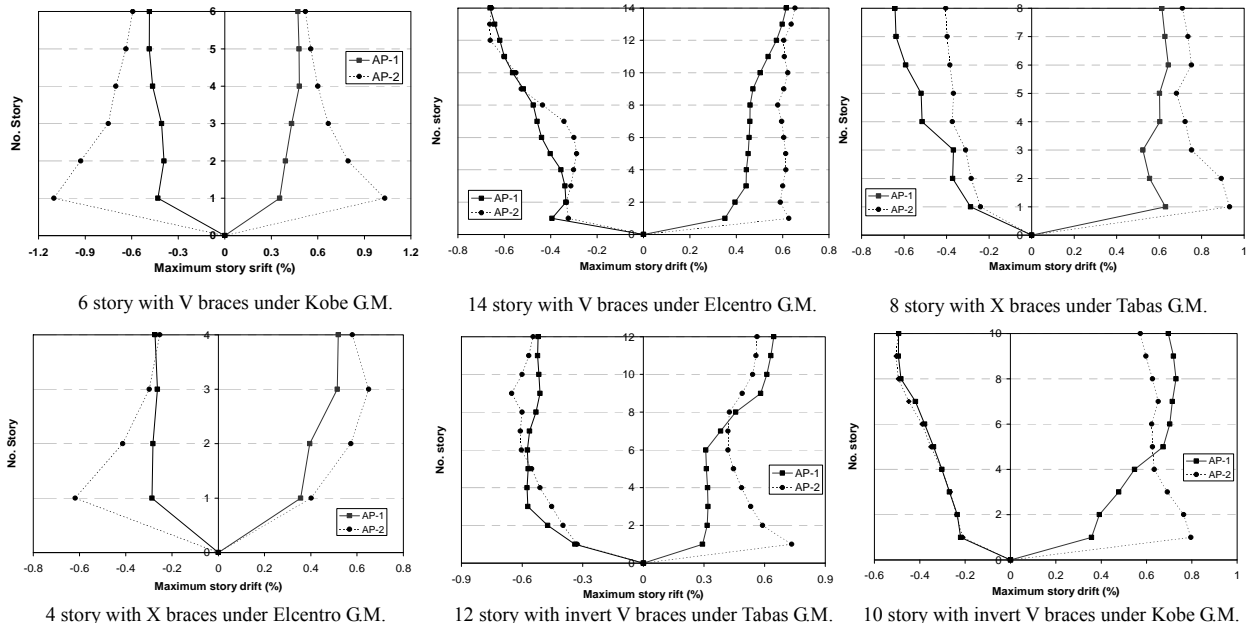 6
5
4
3
2
1
0
No. story
AP-1
AP-2
-1.2 -0.9 -0.6 -0.3 0 0.3 0.6 0.9 1.2
Maximum story srift (%)
6 story with V braces under Kobe G.M.
14
12
10
8
6
4
2
0
No. story
AP-1
AP-2
-0.8 -0.6 -0.4 -0.2 0 0.2 0.4 0.6 0.8
Maximum story drift (%)
14 story with V braces under Elcentro G.M.
8
7
6
5
4
3
2
1
0
No. story
AP-1
AP-2
-0.8 -0.6 -0.4 -0.2 0 0.2 0.4 0.6 0.8 1
Maximum story drift (%)
8 story with X braces under Tabas G.M.
4
3
2
1
0
No. Story
AP-1
AP-2
-0.8 -0.6 -0.4 -0.2 0 0.2 0.4 0.6 0.8
Maximum story drift (%)
4 story with X braces under Elcentro G.M.
12
10
8
6
4
2
0
No. Story
AP-1
AP-2
-0.9 -0.6 -0.3 0 0.3 0.6 0.9
Maximum story rift (%)
12 story with invert V braces under Tabas G.M.
10
8
6
4
2
0
No. Story
AP-1
AP-2
-0.6 -0.4 -0.2 0 0.2 0.4 0.6 0.8 1
Maximum story drift (%)
10 story with invert V braces under Kobe G.M.